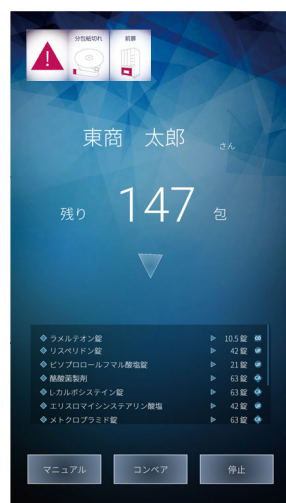 分包紙切れ 前扉
東商 太郎 さん
残り 147 包
ラメルテオン錠 10.5錠
リスペリドン錠 42錠
ビソプロロールフマル酸塩錠 21錠
酪酸菌製剤 63錠
L-カルボシステイン錠 63錠
エリスロマイシンステアリン酸塩 42錠
メトクロプラミド錠 63錠
マニュアル コンベア 停止